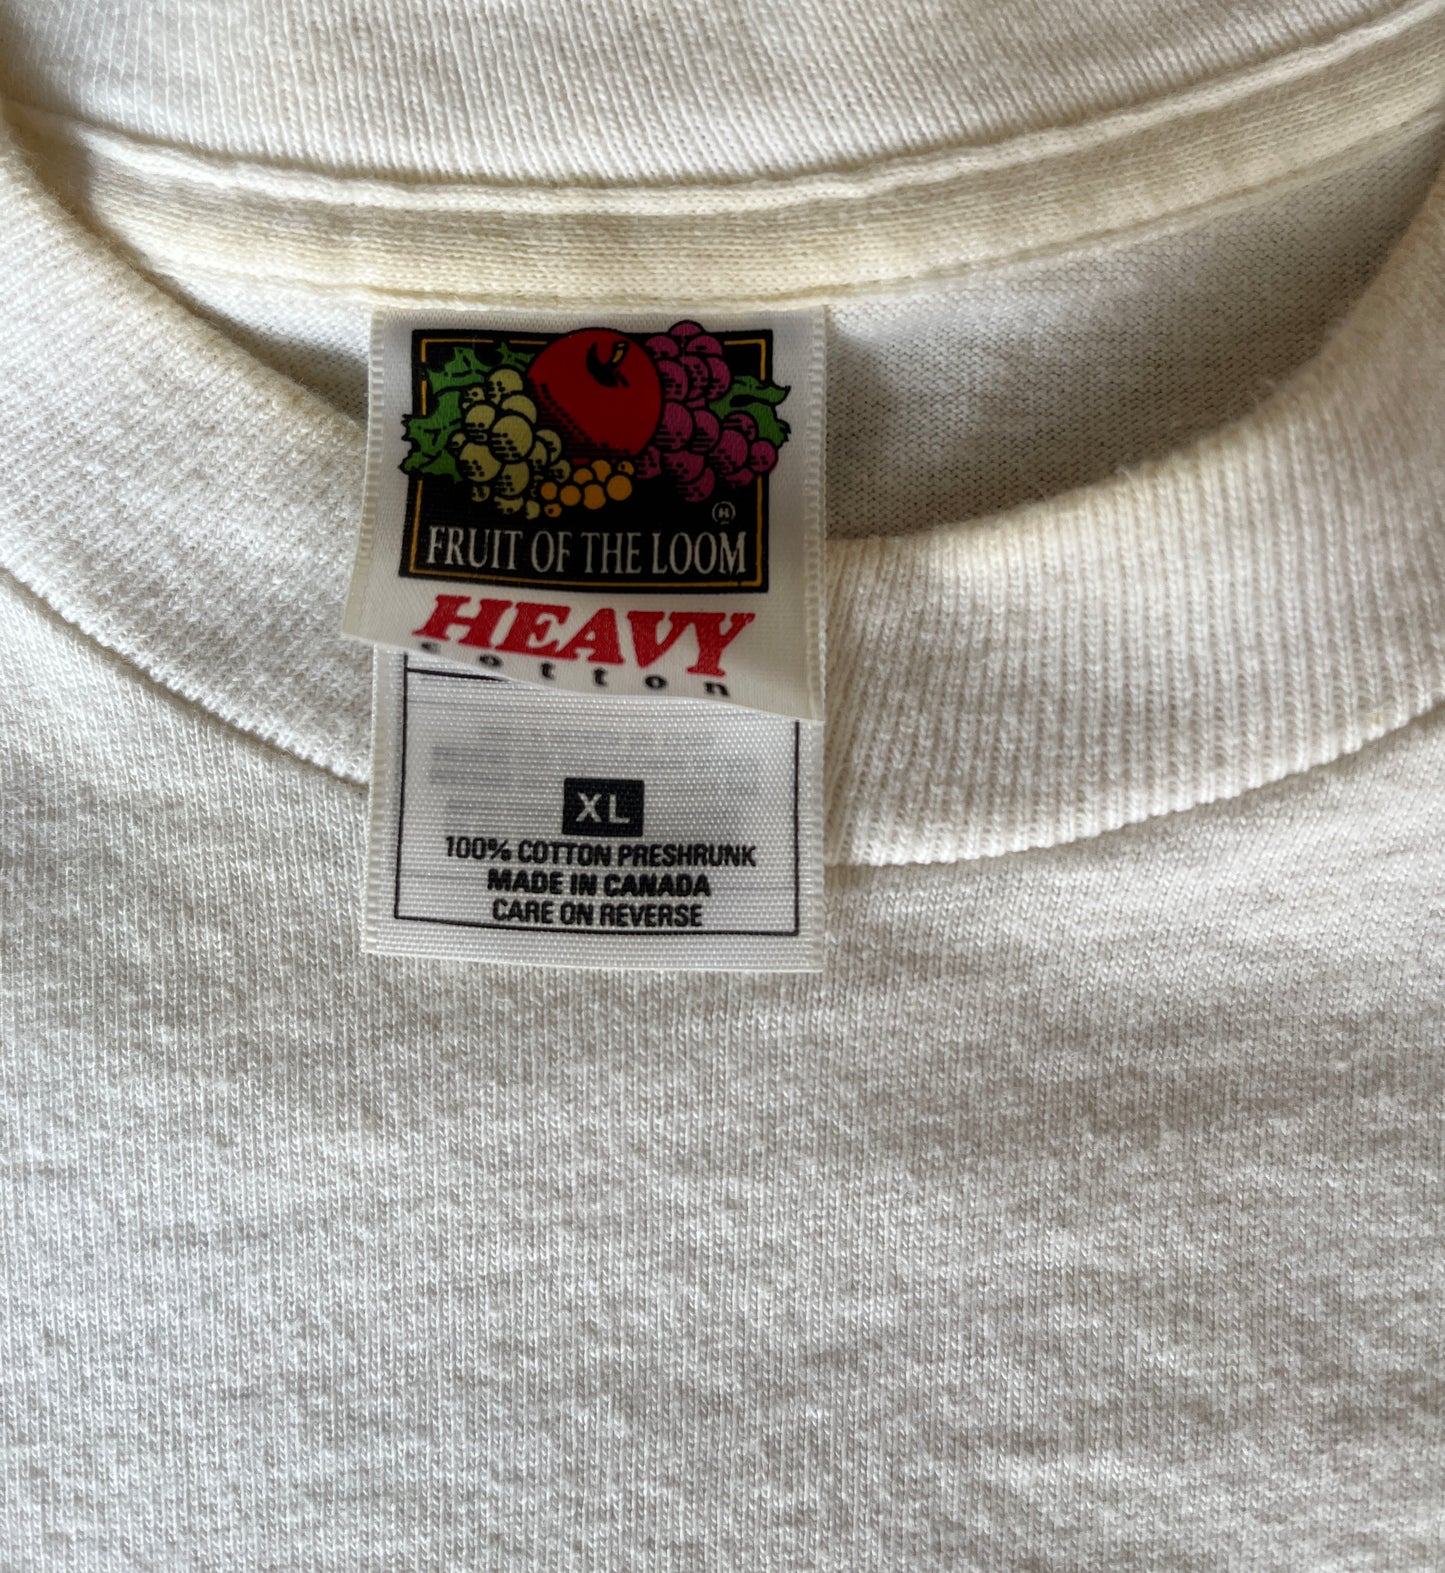 FRUIT OF THE LOOM
®
HEAVY
cotton
XL
100% COTTON PRESHRUNK
MADE IN CANADA
CARE ON REVERSE